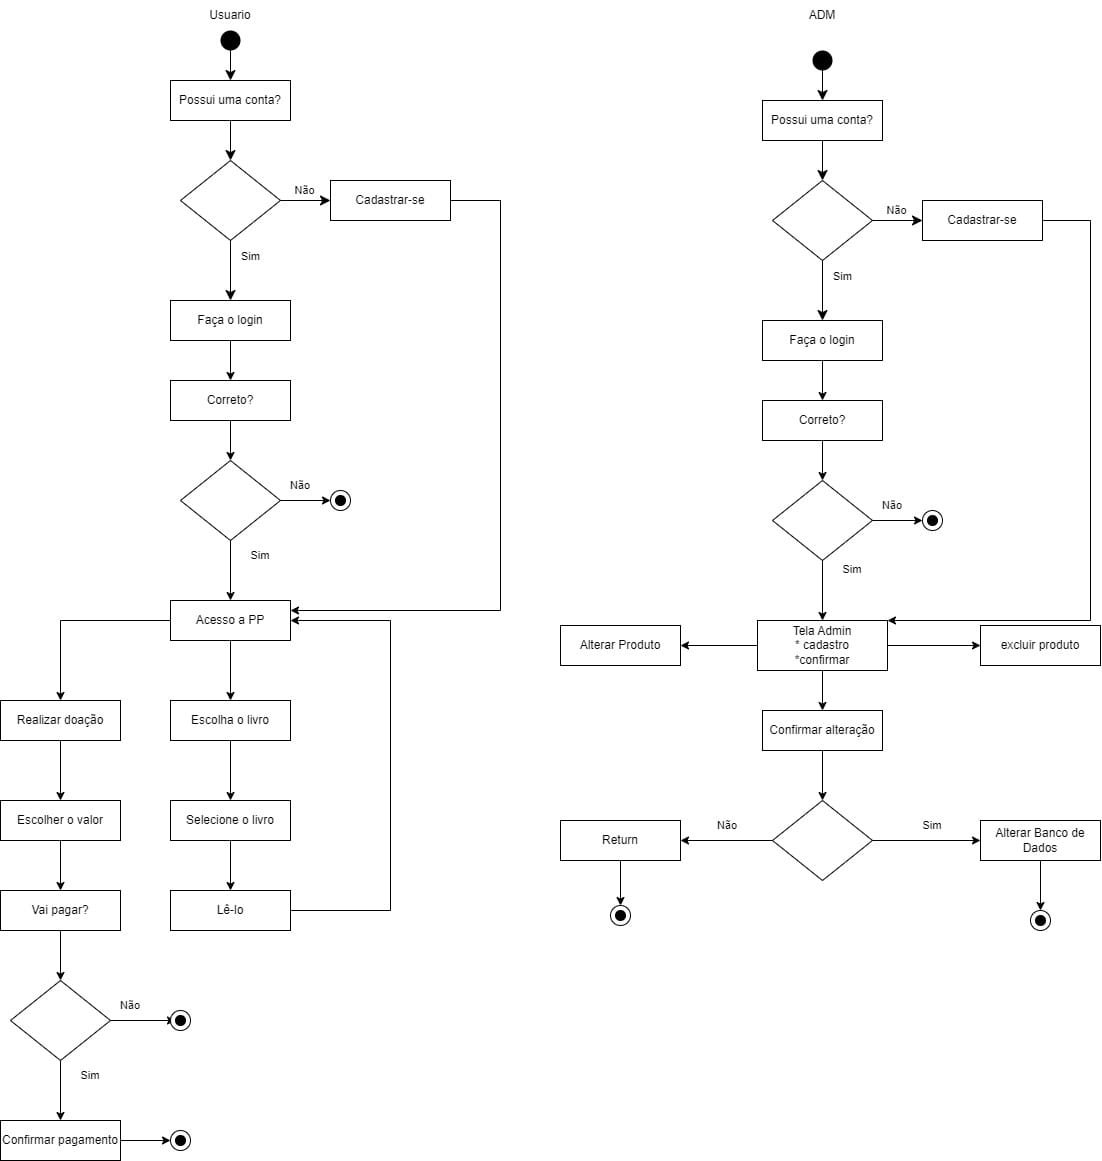 Usuario
Possui uma conta?
Não
Cadastrar-se
Sim
Faça o login
Correto?
Não
Sim
Acesso a PP
Realizar doação
Escolha o livro
Escolher o valor
Selecione o livro
Vai pagar?
Lê-lo
Não
Sim
Confirmar pagamento
ADM
Possui uma conta?
Não
Cadastrar-se
Sim
Faça o login
Correto?
Não
Sim
Alterar Produto
Tela Admin
* cadastro
*confirmar
excluir produto
Confirmar alteração
Não
Sim
Return
Alterar Banco de
Dados